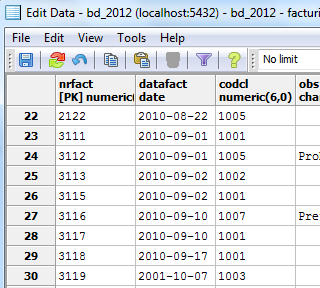 Edit Data - bd_2012 (localhost:5432) - bd_2012 - facturi
File Edit View Tools Help
No limit
nrfact datafact codcl obs
[PK] numeric( date numeric(6,0) char
22 2122 2010-08-22 1005
23 3111 2010-09-01 1001
24 3112 2010-09-01 1005 Pro
25 3113 2010-09-02 1002
26 3115 2010-09-02 1001
27 3116 2010-09-10 1007 Pre
28 3117 2010-09-10 1001
29 3118 2010-09-17 1001
30 3119 2001-10-07 1003